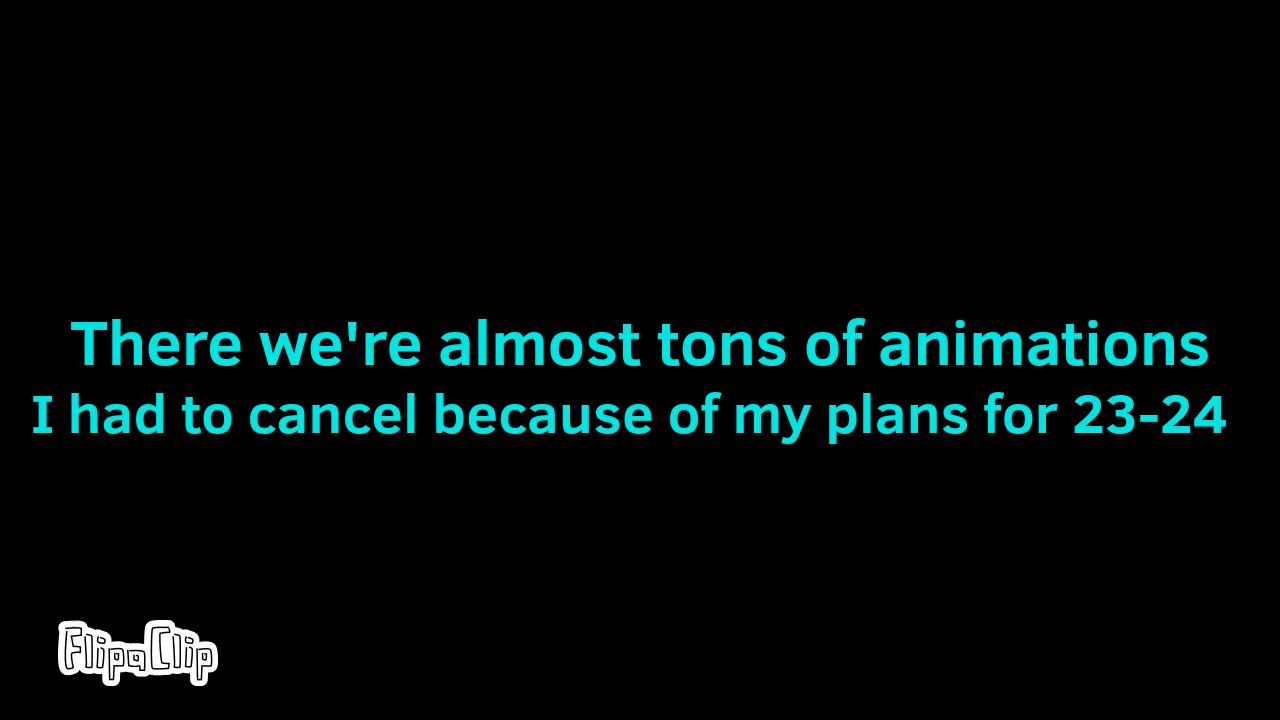 There we're almost tons of animations
I had to cancel because of my plans for 23-24
FlipaClip